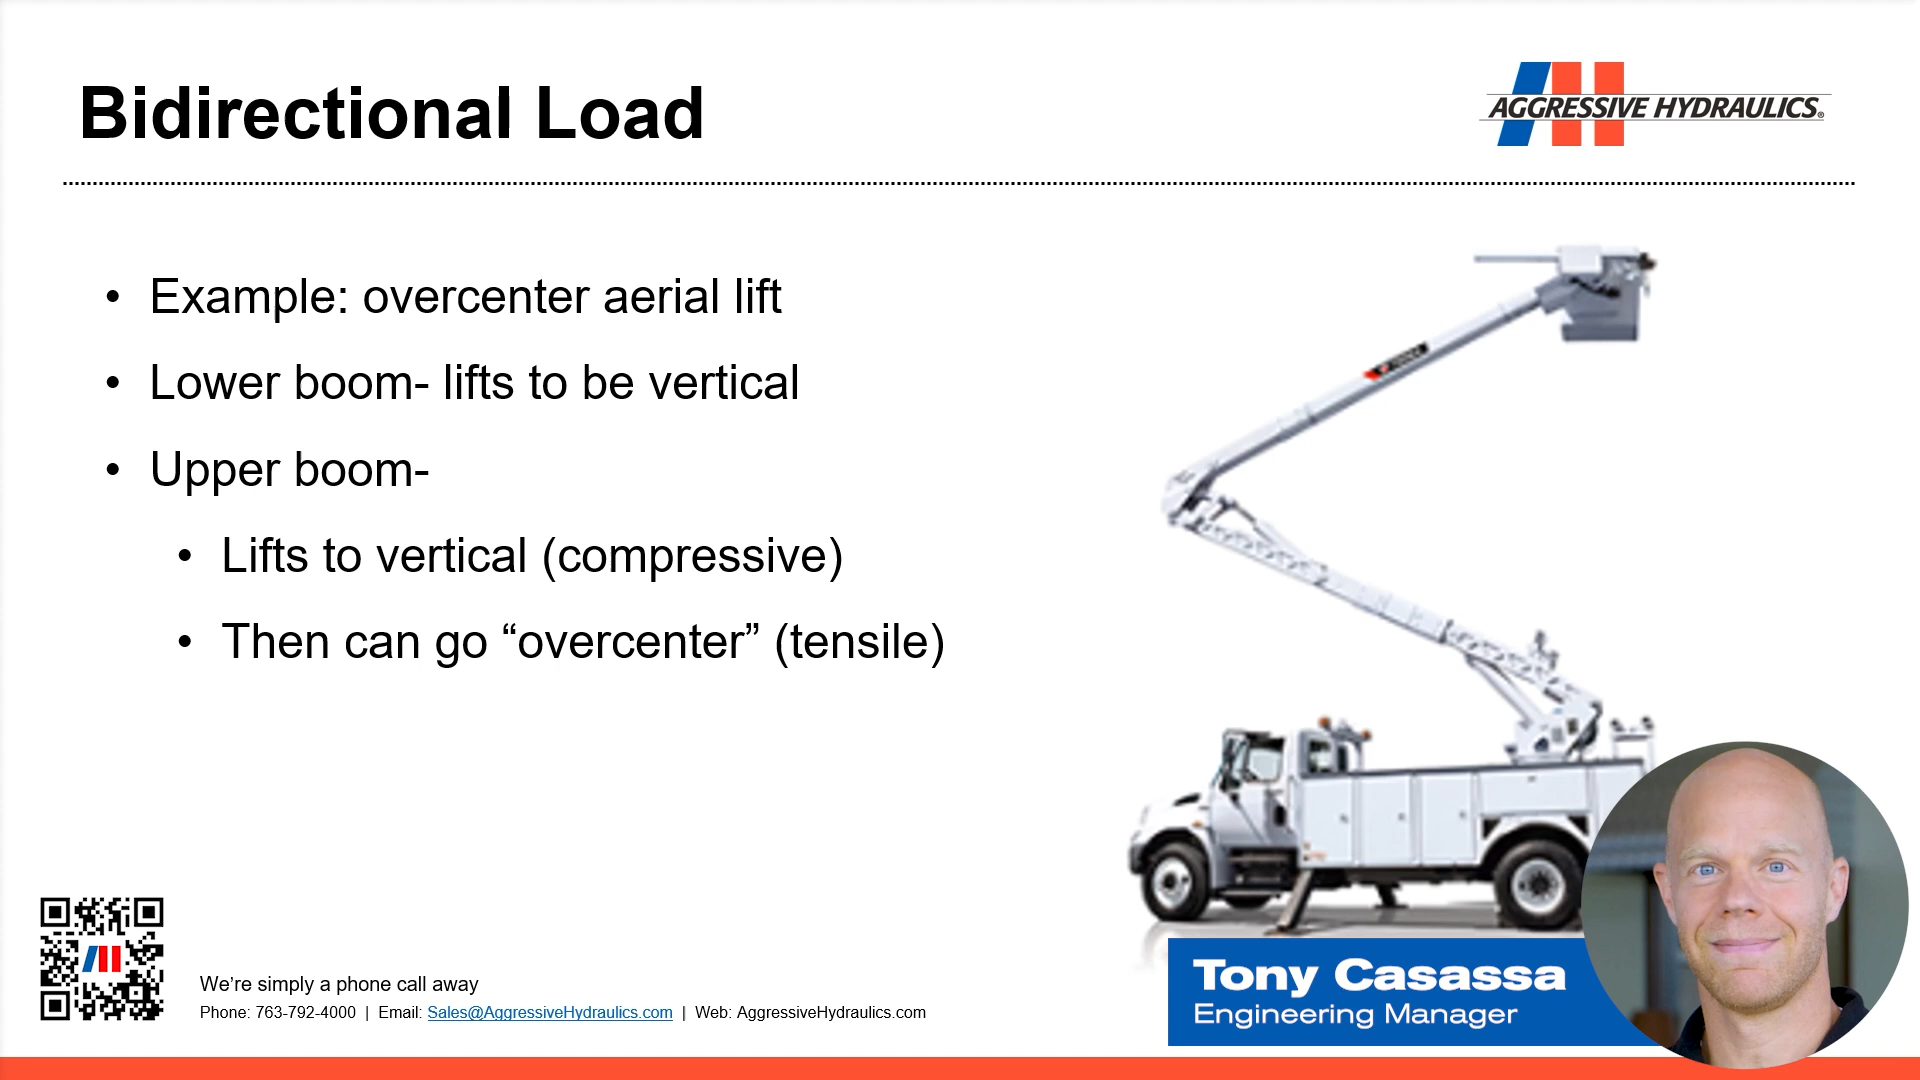 Bidirectional Load
AGGRESSIVE HYDRAULICS®
• Example: overcenter aerial lift
• Lower boom- lifts to be vertical
• Upper boom-
• Lifts to vertical (compressive)
• Then can go “overcenter” (tensile)
We’re simply a phone call away
Phone: 763-792-4000 | Email: Sales@AggressiveHydraulics.com | Web: AggressiveHydraulics.com
Tony Casassa
Engineering Manager